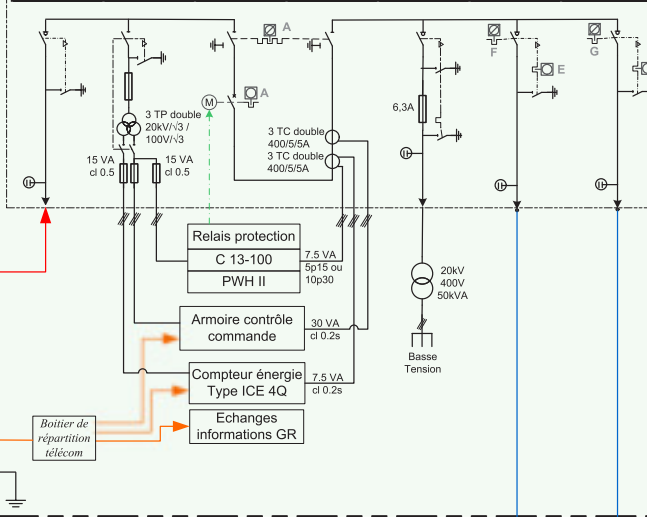 A
F
G
E
M
A
6,3A
3 TP double
20kV/√3 /
100V/√3
3 TC double
400/5/5A
3 TC double
400/5/5A
15 VA
cl 0.5
15 VA
cl 0.5
Relais protection
C 13-100
PWH II
7.5 VA
5p15 ou
10p30
20kV
400V
50kVA
Armoire contrôle
commande
30 VA
cl 0.2s
Basse
Tension
Compteur énergie
Type ICE 4Q
7.5 VA
cl 0.2s
Boitier de
répartition
télécom
Echanges
informations GR